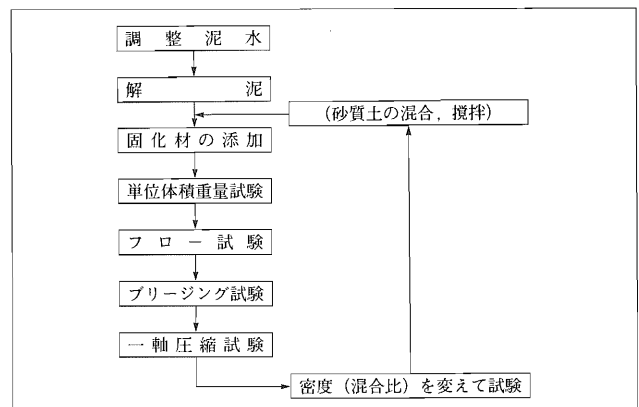 調整泥水
解泥
(砂質土の混合，撹拌)
固化材の添加
単位体積重量試験
フロー試験
ブリージング試験
一軸圧縮試験
密度（混合比）を変えて試験